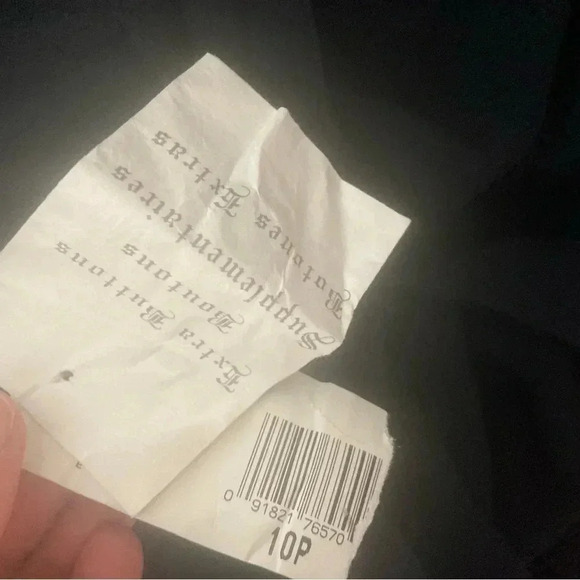 Extra Buttons
Boutons
Supplementaires
Botones Extras
0 91821 76570
10P
E